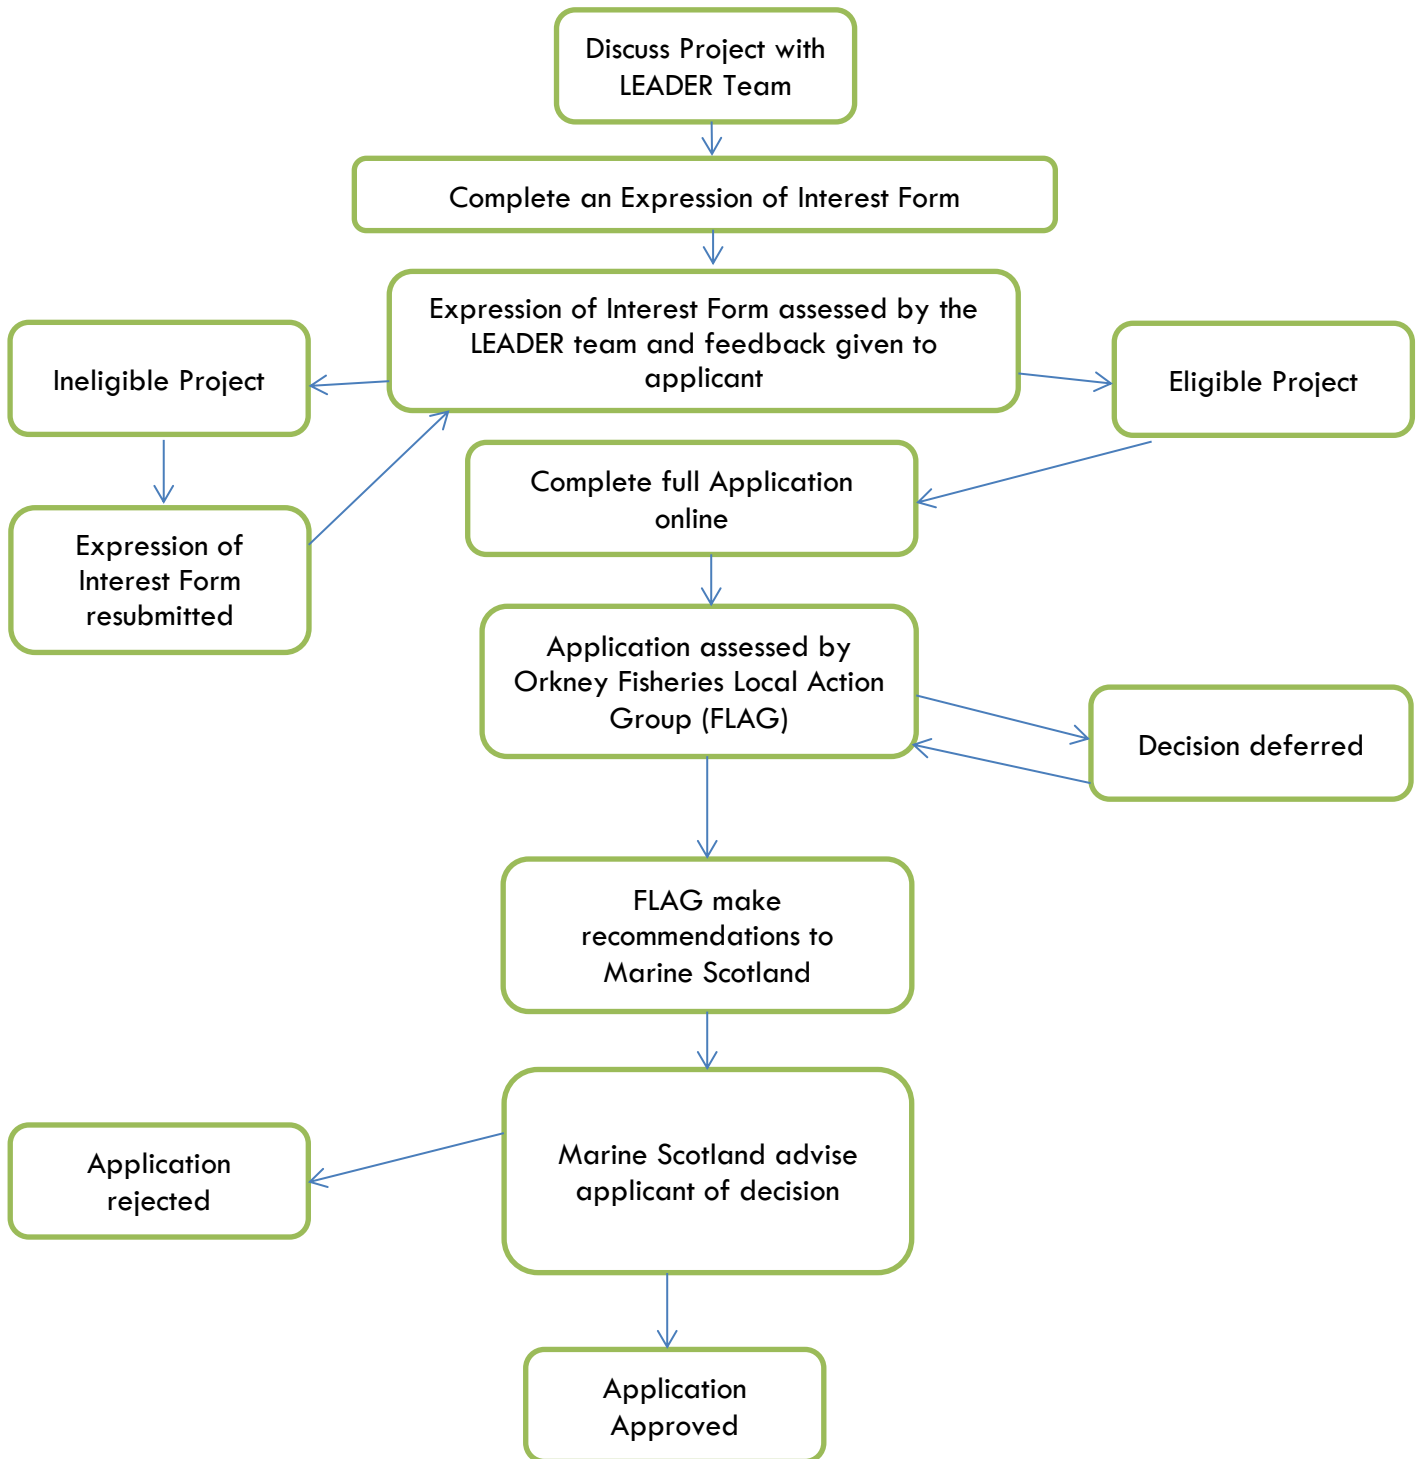 Discuss Project with
LEADER Team
Complete an Expression of Interest Form
Expression of Interest Form assessed by the
LEADER team and feedback given to
applicant
Ineligible Project
Eligible Project
Complete full Application
online
Expression of
Interest Form
resubmitted
Application assessed by
Orkney Fisheries Local Action
Group (FLAG)
Decision deferred
FLAG make
recommendations to
Marine Scotland
Marine Scotland advise
applicant of decision
Application
rejected
Application
Approved